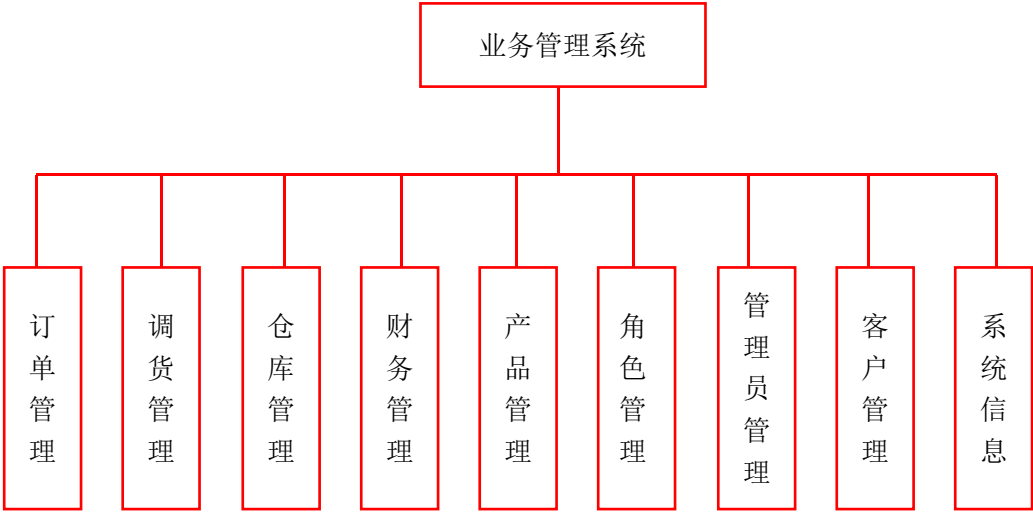 业务管理系统
订单管理
调货管理
仓库管理
财务管理
产品管理
角色管理
管理员管理
客户管理
系统信息